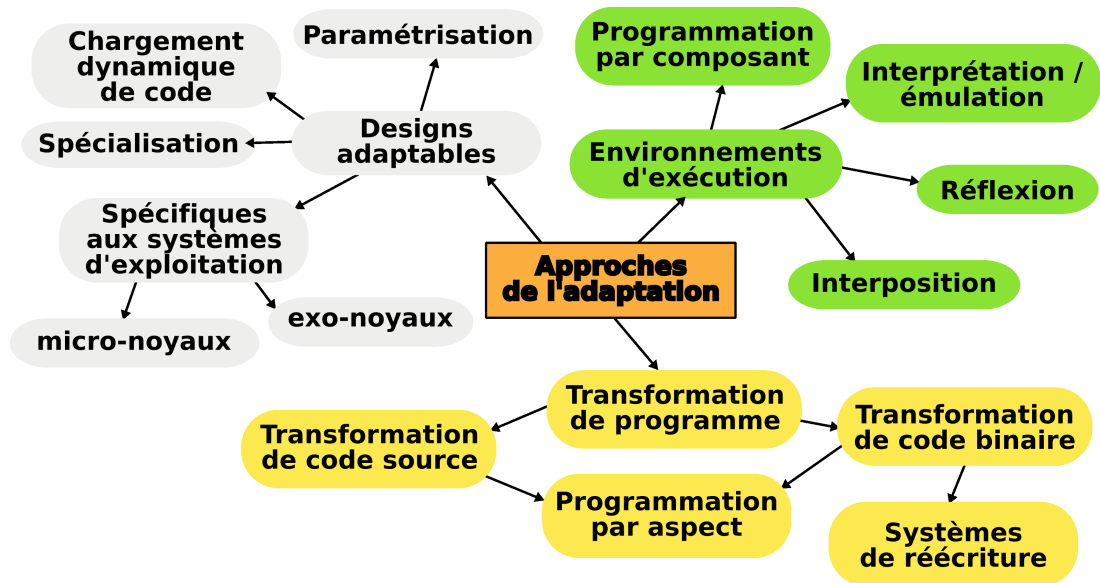 Chargement
dynamique
de code
Paramétrisation
Spécialisation
Designs
adaptables
Spécifiques
aux systèmes
d'exploitation
micro-noyaux
exo-noyaux
Programmation
par composant
Interprétation /
émulation
Environnements
d'exécution
Réflexion
Interposition
Approches
de l'adaptation
Transformation
de programme
Transformation
de code source
Transformation
de code binaire
Programmation
par aspect
Systèmes
de réécriture